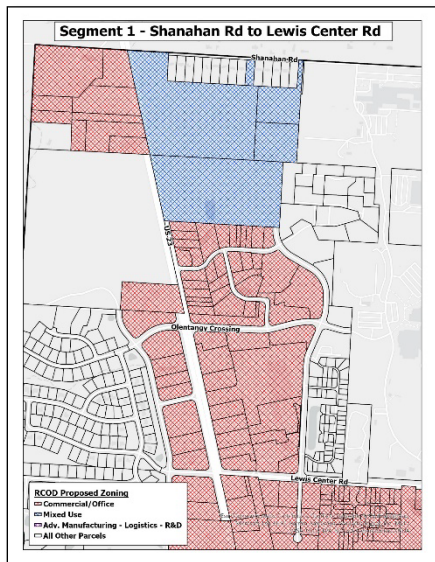 Segment 1 - Shanahan Rd to Lewis Center Rd
Shanahan Rd
US 23
Olentangy Crossing
Lewis Center Rd
RCOD Proposed Zoning
Commercial/Office
Mixed Use
Adv. Manufacturing - Logistics - R&D
All Other Parcels